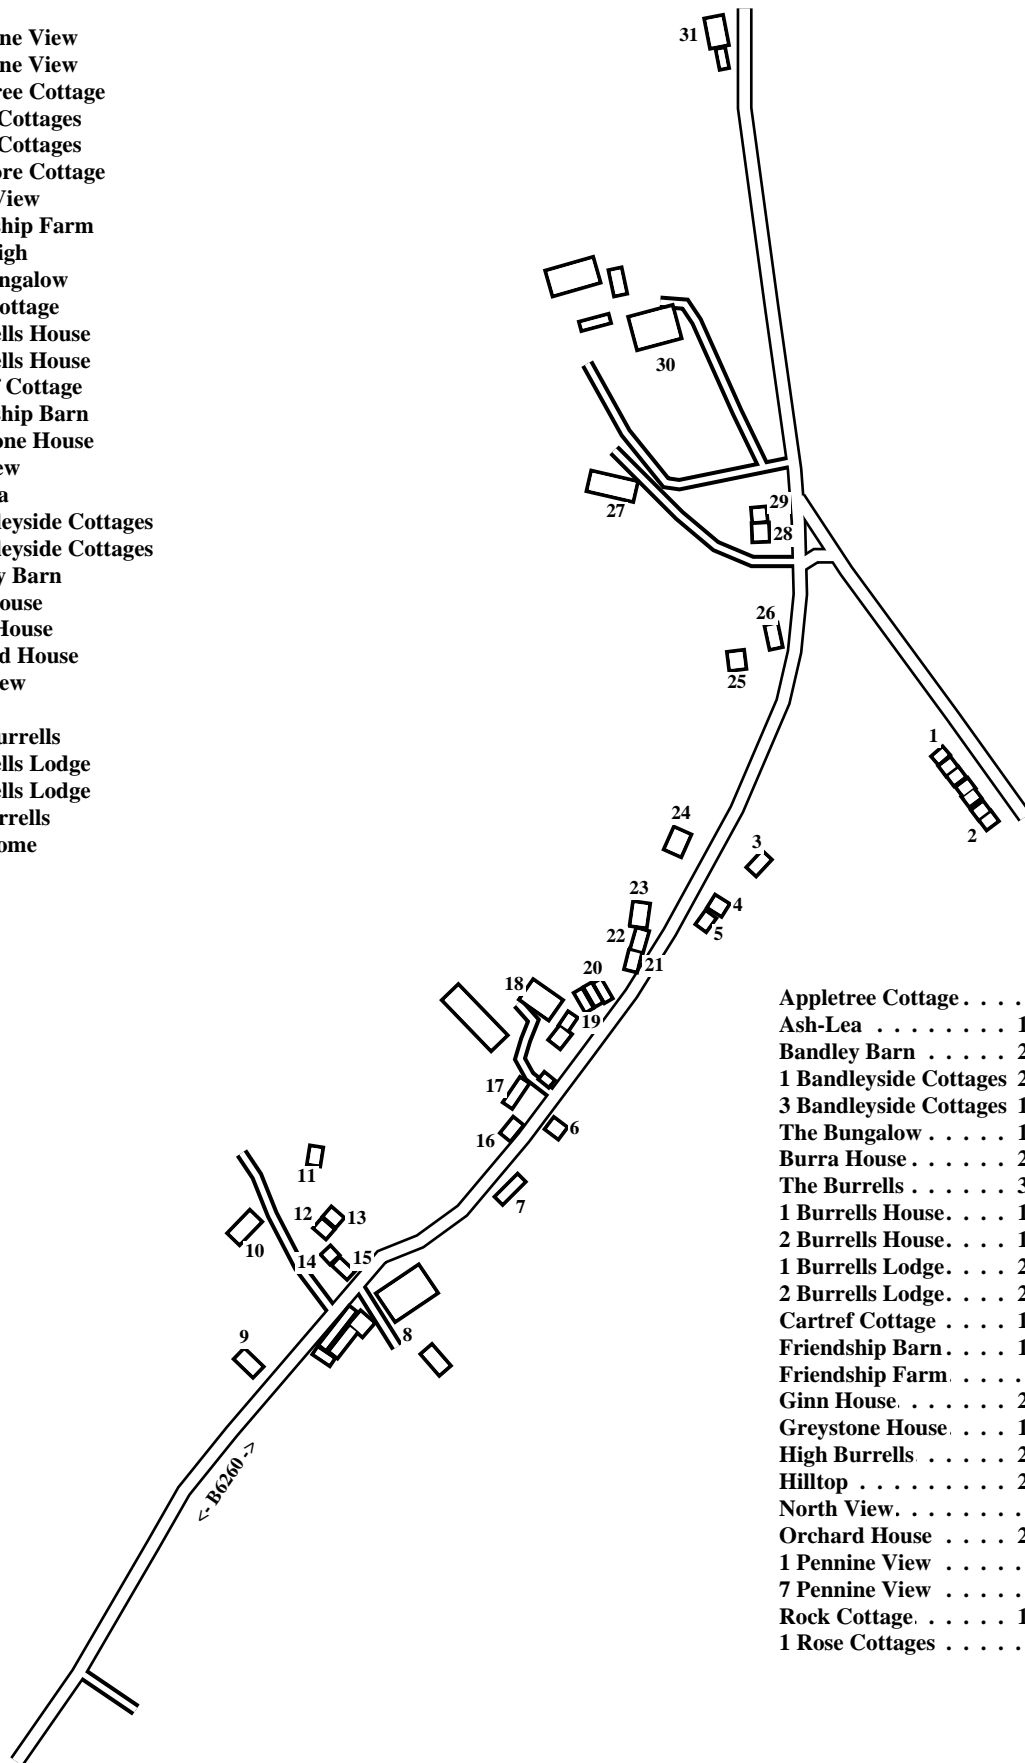 ne View
ne View
ree Cottage
Cottages
Cottages
ore Cottage
View
ship Farm
igh
ngalow
ottage
ells House
ells House
f Cottage
ship Barn
one House
ew
a
leyside Cottages
leyside Cottages
y Barn
ouse
House
d House
ew
urrells
ells Lodge
ells Lodge
rrells
ome
31
30
27
29
28
26
25
1
2
24
3
23
4
5
22
21
20
18
19
17
16
6
7
11
12
13
10
14
15
8
9
<- B6260 ->
Appletree Cottage . . . .
Ash-Lea . . . . . . . . 1
Bandley Barn . . . . . 2
1 Bandleyside Cottages 2
3 Bandleyside Cottages 1
The Bungalow . . . . . 1
Burra House . . . . . . 2
The Burrells . . . . . . 3
1 Burrells House. . . . 1
2 Burrells House. . . . 1
1 Burrells Lodge. . . . 2
2 Burrells Lodge. . . . 2
Cartref Cottage . . . . 1
Friendship Barn . . . . 1
Friendship Farm. . . . .
Ginn House. . . . . . . 2
Greystone House. . . . 1
High Burrells . . . . . . 2
Hilltop . . . . . . . . . 2
North View. . . . . . . .
Orchard House . . . . 2
1 Pennine View . . . . .
7 Pennine View . . . . .
Rock Cottage. . . . . . 1
1 Rose Cottages . . . . .